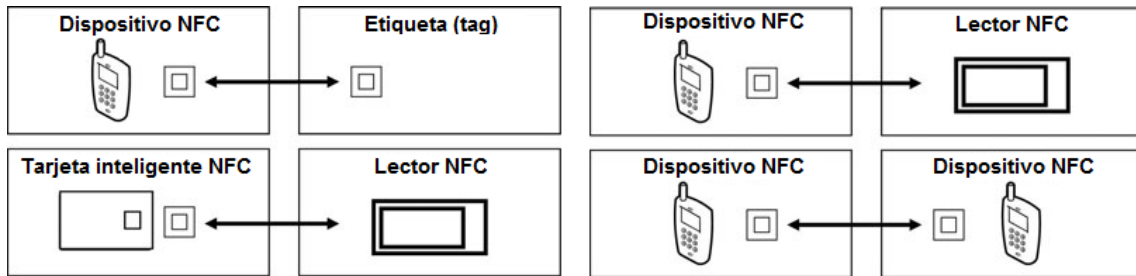 Dispositivo NFC
Etiqueta (tag)
Dispositivo NFC
Lector NFC
Tarjeta inteligente NFC
Lector NFC
Dispositivo NFC
Dispositivo NFC